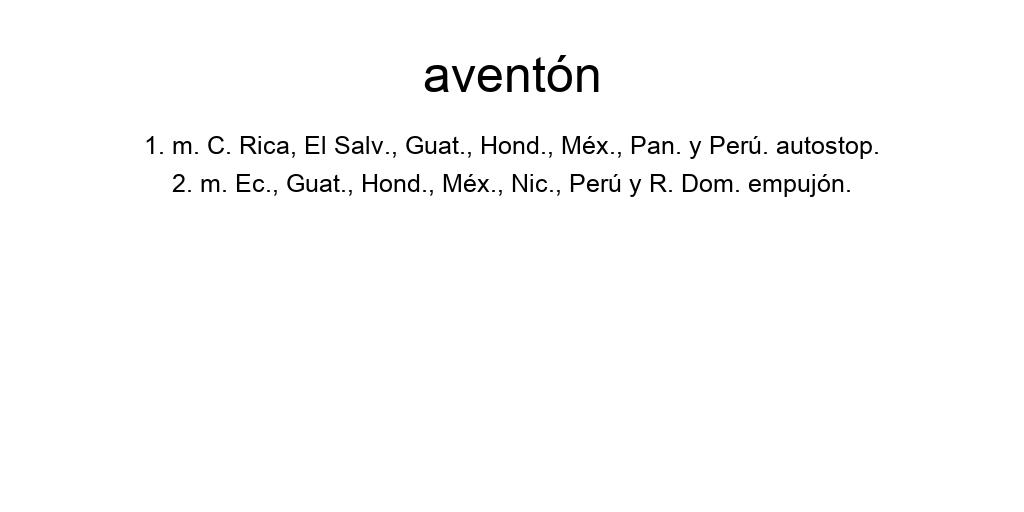 aventón
1. m. C. Rica, El Salv., Guat., Hond., Méx., Pan. y Perú. autostop.
2. m. Ec., Guat., Hond., Méx., Nic., Perú y R. Dom. empujón.